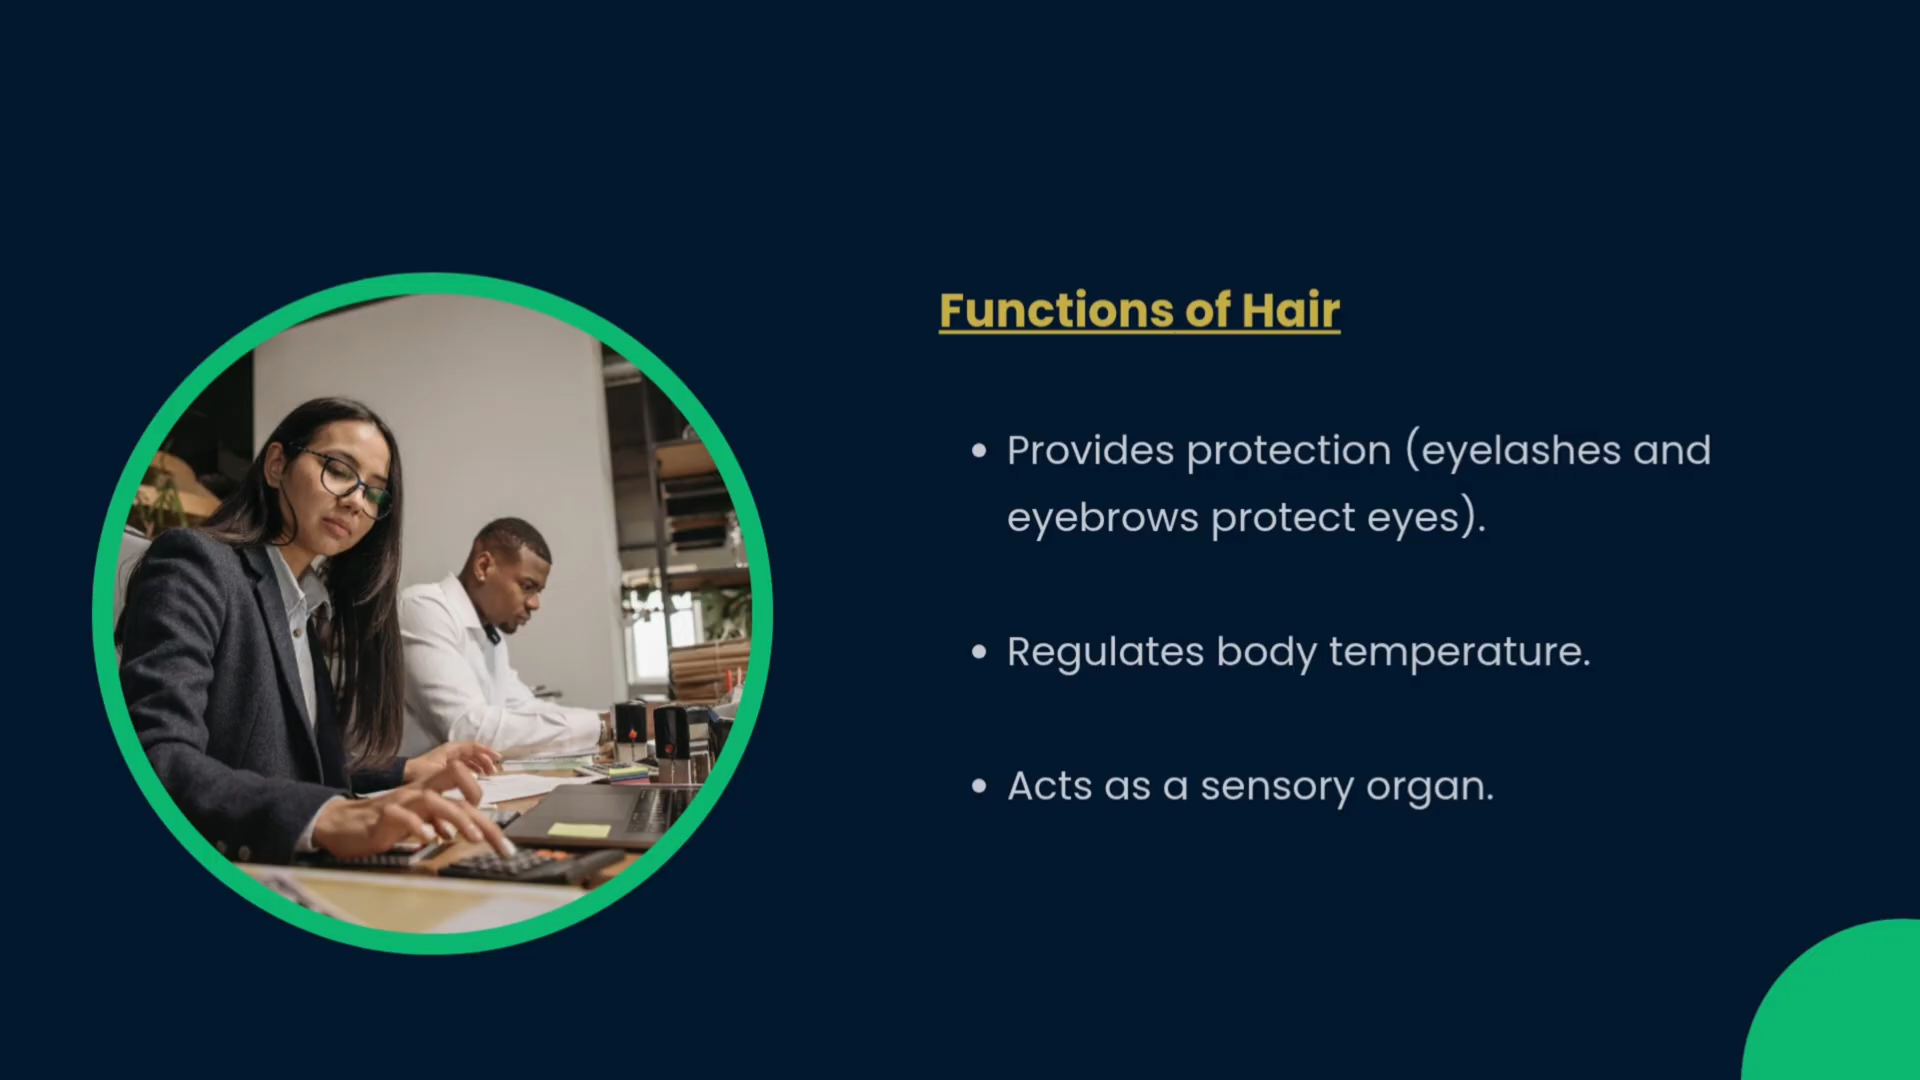 Functions of Hair
• Provides protection (eyelashes and
eyebrows protect eyes).
• Regulates body temperature.
• Acts as a sensory organ.